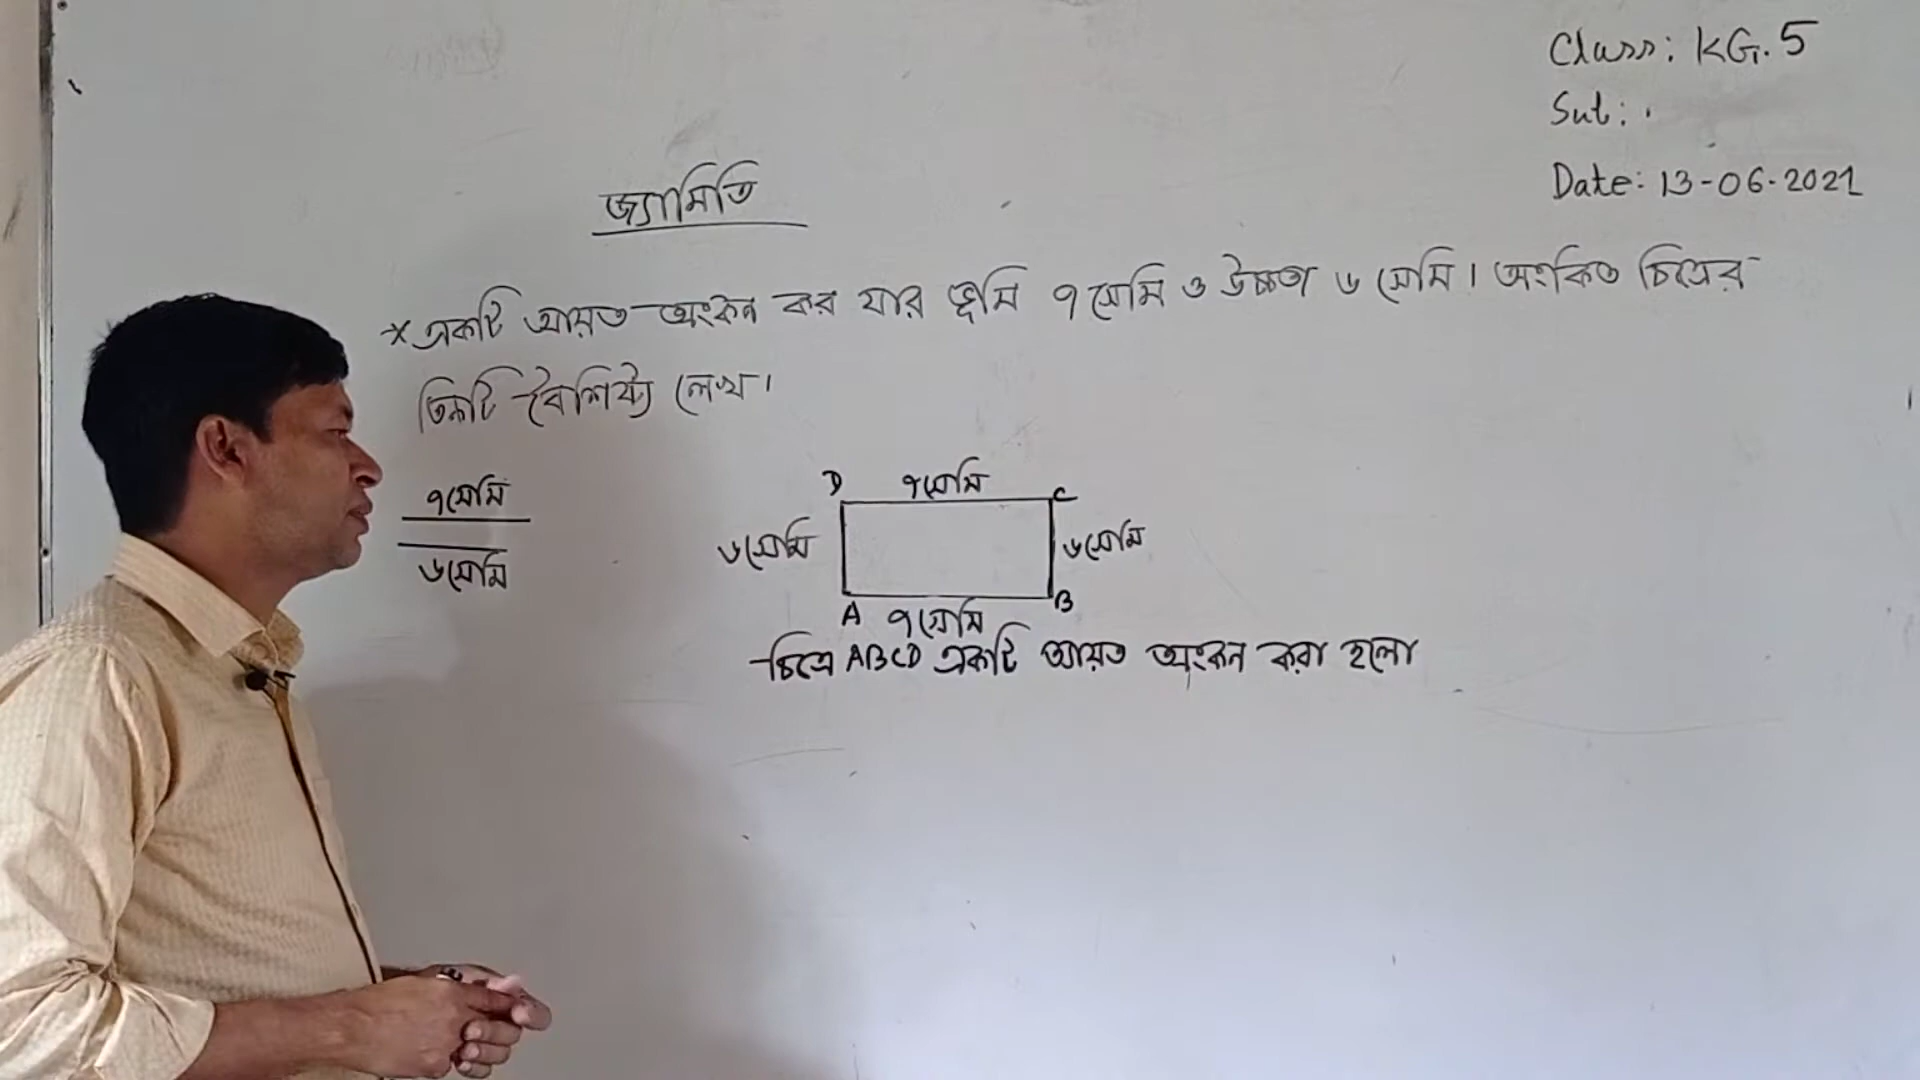 Class: KG.5
Sub:
Date: 13-06-2021
জ্যামিতি
* একটি আয়ত অংকন কর যার ভূমি ৭ সেমি ও উচ্চতা ৬ সেমি। অংকিত চিত্রের
তিনটি বৈশিষ্ট্য লেখ।
৭সেমি
৬সেমি
D ৭সেমি C
৬সেমি ৬সেমি
A ৭সেমি B
চিত্রে ABCD একটি আয়ত অংকন করা হলো